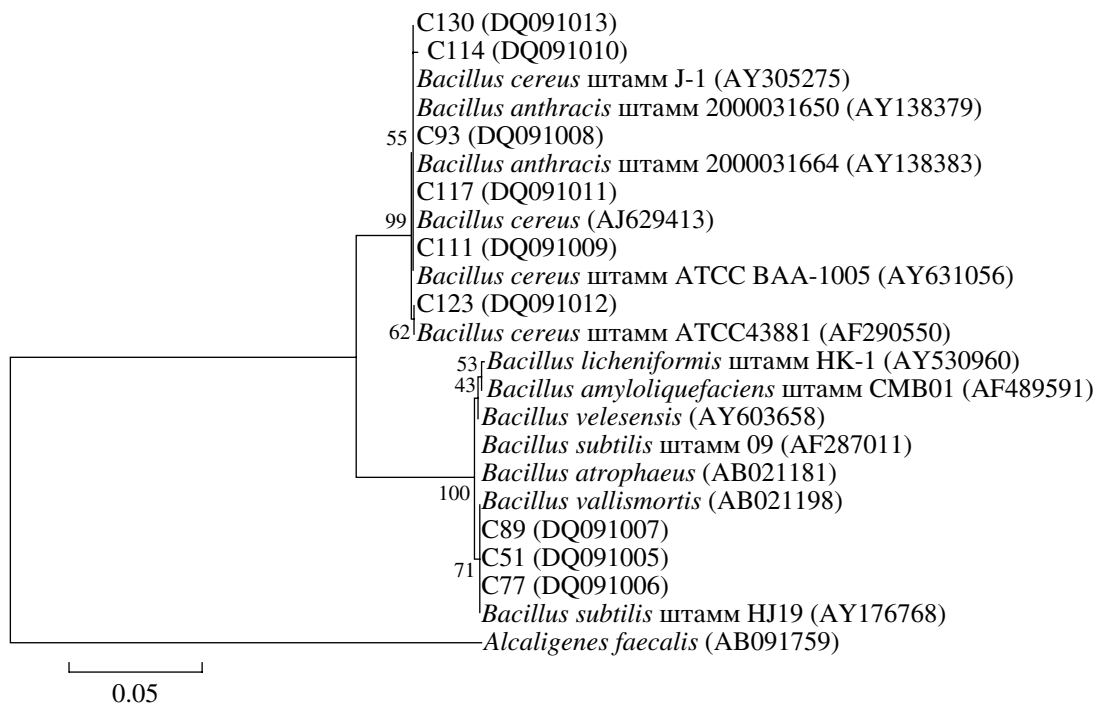 C130 (DQ091013)
C114 (DQ091010)
Bacillus cereus штамм J-1 (AY305275)
Bacillus anthracis штамм 2000031650 (AY138379)
55
C93 (DQ091008)
Bacillus anthracis штамм 2000031664 (AY138383)
C117 (DQ091011)
99
Bacillus cereus (AJ629413)
C111 (DQ091009)
Bacillus cereus штамм ATCC BAA-1005 (AY631056)
C123 (DQ091012)
62
Bacillus cereus штамм ATCC43881 (AF290550)
53
Bacillus licheniformis штамм HK-1 (AY530960)
43
Bacillus amyloliquefaciens штамм CMB01 (AF489591)
Bacillus velesensis (AY603658)
Bacillus subtilis штамм 09 (AF287011)
Bacillus atrophaeus (AB021181)
100
Bacillus vallismortis (AB021198)
C89 (DQ091007)
C51 (DQ091005)
71
C77 (DQ091006)
Bacillus subtilis штамм HJ19 (AY176768)
Alcaligenes faecalis (AB091759)
0.05